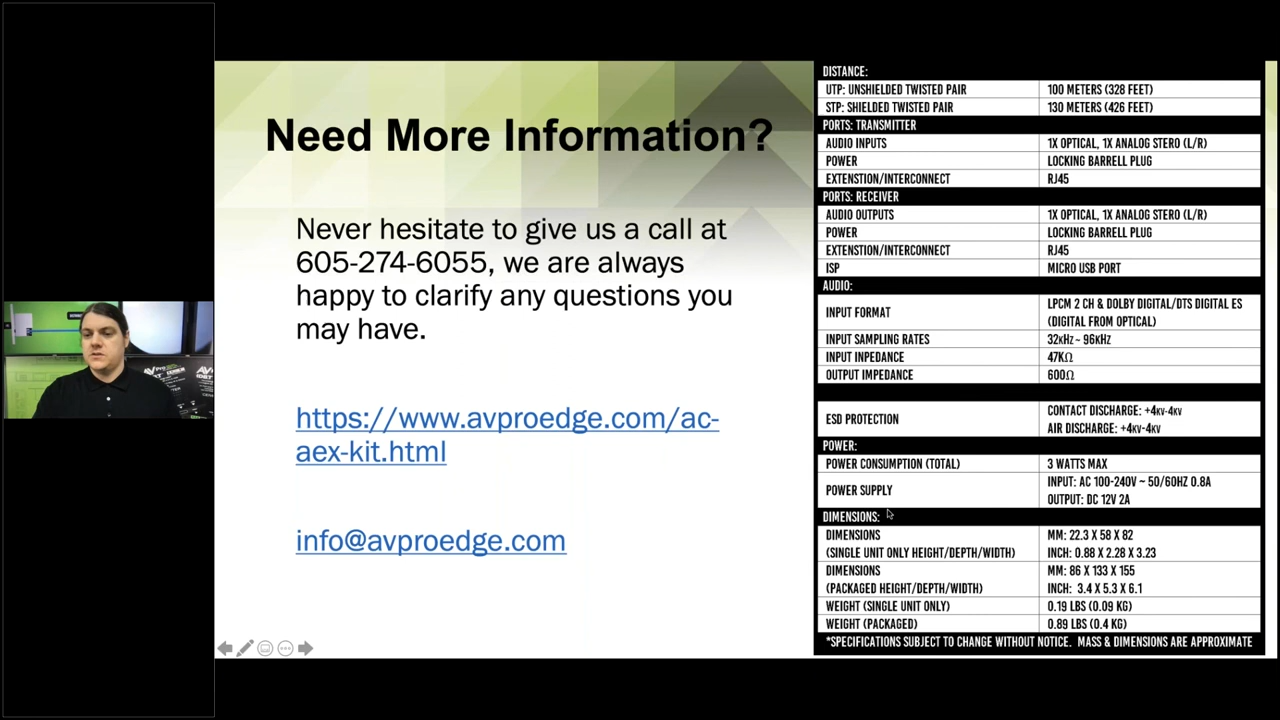 Need More Information?
Never hesitate to give us a call at
605-274-6055, we are always
happy to clarify any questions you
may have.
https://www.avproedge.com/ac-
aex-kit.html
info@avproedge.com
DISTANCE:
UTP: UNSHIELDED TWISTED PAIR 100 METERS (328 FEET)
STP: SHIELDED TWISTED PAIR 130 METERS (426 FEET)
PORTS: TRANSMITTER
AUDIO INPUTS 1X OPTICAL, 1X ANALOG STERO (L/R)
POWER LOCKING BARRELL PLUG
EXTENSTION/INTERCONNECT RJ45
PORTS: RECEIVER
AUDIO OUTPUTS 1X OPTICAL, 1X ANALOG STERO (L/R)
POWER LOCKING BARRELL PLUG
EXTENSTION/INTERCONNECT RJ45
ISP MICRO USB PORT
AUDIO:
INPUT FORMAT LPCM 2 CH & DOLBY DIGITAL/DTS DIGITAL ES
(DIGITAL FROM OPTICAL)
INPUT SAMPLING RATES 32KHZ ~ 96KHZ
INPUT INPEDANCE 47KΩ
OUTPUT IMPEDANCE 600Ω
ESD PROTECTION CONTACT DISCHARGE: +4KV-4KV
AIR DISCHARGE: +4KV-4KV
POWER:
POWER CONSUMPTION (TOTAL) 3 WATTS MAX
POWER SUPPLY INPUT: AC 100-240V ~ 50/60HZ 0.8A
OUTPUT: DC 12V 2A
DIMENSIONS:
DIMENSIONS MM: 22.3 X 58 X 82
(SINGLE UNIT ONLY HEIGHT/DEPTH/WIDTH) INCH: 0.88 X 2.28 X 3.23
DIMENSIONS MM: 86 X 133 X 155
(PACKAGED HEIGHT/DEPTH/WIDTH) INCH: 3.4 X 5.3 X 6.1
WEIGHT (SINGLE UNIT ONLY) 0.19 LBS (0.09 KG)
WEIGHT (PACKAGED) 0.89 LBS (0.4 KG)
*SPECIFICATIONS SUBJECT TO CHANGE WITHOUT NOTICE. MASS & DIMENSIONS ARE APPROXIMATE